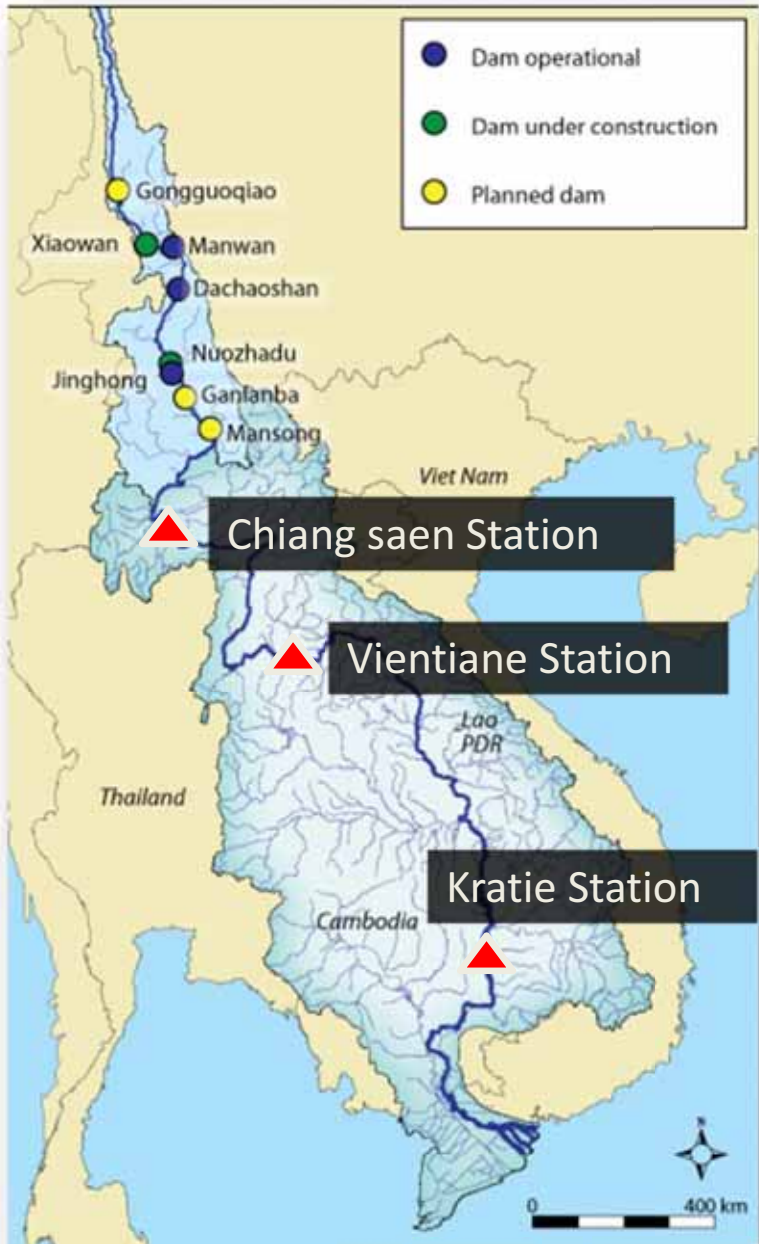 Dam operational
Dam under construction
Planned dam
Gongguoqiao
Xiaowan
Manwan
Dachaoshan
Nuozhadu
Jinghong
Ganlanba
Mansong
Viet Nam
Chiang saen Station
Vientiane Station
Lao
PDR
Thailand
Kratie Station
Cambodia
N
0
400 km